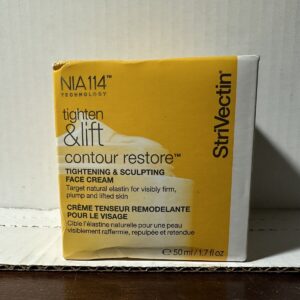 NIA114™
TECHNOLOGY
tighten
&lift
contour restore™
TIGHTENING & SCULPTING
FACE CREAM
Target natural elastin for visibly firm,
plump and lifted skin
CRÈME TENSEUR REMODELANTE
POUR LE VISAGE
Cible l'élastine naturelle pour une peau
visiblement raffermie, repulpée et retendue
℮ 50 ml / 1.7 fl oz
StriVectin®